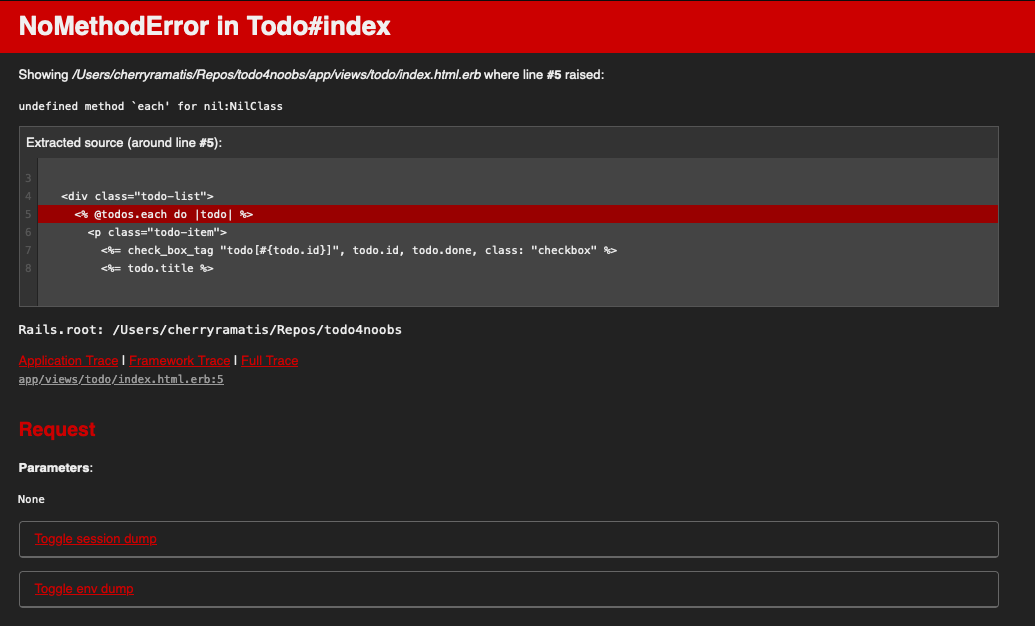 NoMethodError in Todo#index
Showing /Users/cherryramatis/Repos/todo4noobs/app/views/todo/index.html.erb where line #5 raised:
undefined method `each' for nil:NilClass
Extracted source (around line #5):
3
4 <div class="todo-list">
5 <% @todos.each do |todo| %>
6 <p class="todo-item">
7 <%= check_box_tag "todo[#{todo.id}]", todo.id, todo.done, class: "checkbox" %>
8 <%= todo.title %>
Rails.root: /Users/cherryramatis/Repos/todo4noobs
Application Trace | Framework Trace | Full Trace
app/views/todo/index.html.erb:5
Request
Parameters:
None
Toggle session dump
Toggle env dump